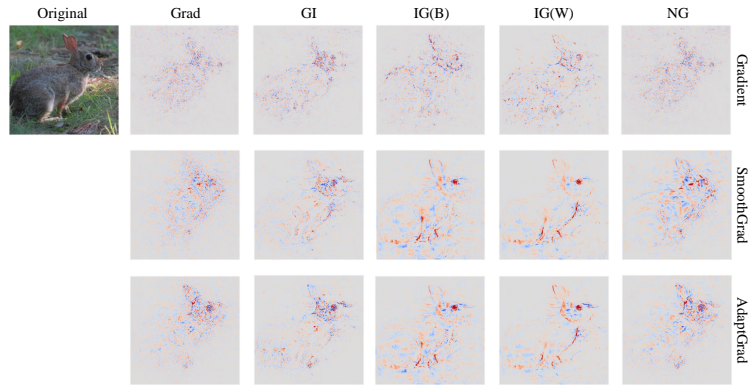 Original Grad GI IG(B) IG(W) NG
Gradient
SmoothGrad
AdaptGrad